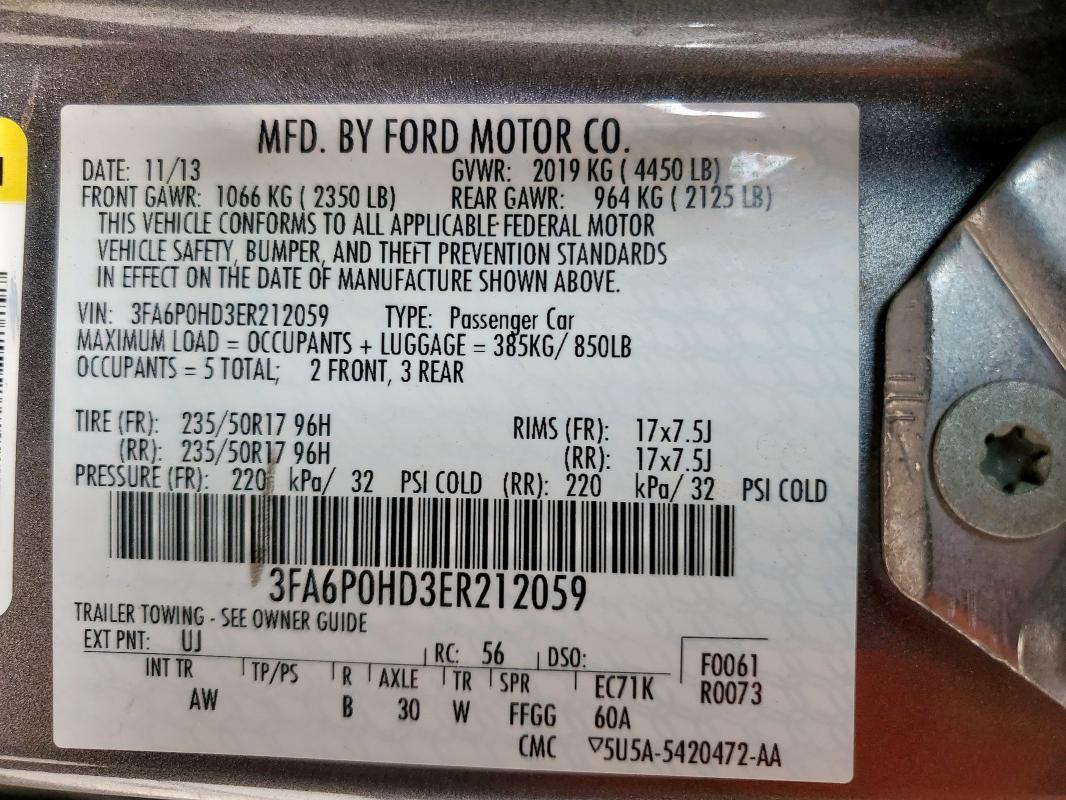 MFD. BY FORD MOTOR CO.
DATE: 11/13 GVWR: 2019 KG ( 4450 LB)
FRONT GAWR: 1066 KG ( 2350 LB) REAR GAWR: 964 KG ( 2125 LB)
THIS VEHICLE CONFORMS TO ALL APPLICABLE FEDERAL MOTOR
VEHICLE SAFETY, BUMPER, AND THEFT PREVENTION STANDARDS
IN EFFECT ON THE DATE OF MANUFACTURE SHOWN ABOVE.
VIN: 3FA6P0HD3ER212059 TYPE: Passenger Car
MAXIMUM LOAD = OCCUPANTS + LUGGAGE = 385KG/ 850LB
OCCUPANTS = 5 TOTAL; 2 FRONT, 3 REAR
TIRE (FR): 235/50R17 96H RIMS (FR): 17x7.5J
(RR): 235/50R17 96H (RR): 17x7.5J
PRESSURE (FR): 220 kPa/ 32 PSI COLD (RR): 220 kPa/ 32 PSI COLD
3FA6P0HD3ER212059
TRAILER TOWING - SEE OWNER GUIDE
EXT PNT: UJ RC: 56 DSO: F0061
INT TR TP/PS R AXLE TR SPR EC71K R0073
AW B 30 W FFGG 60A
CMC ▽5U5A-5420472-AA